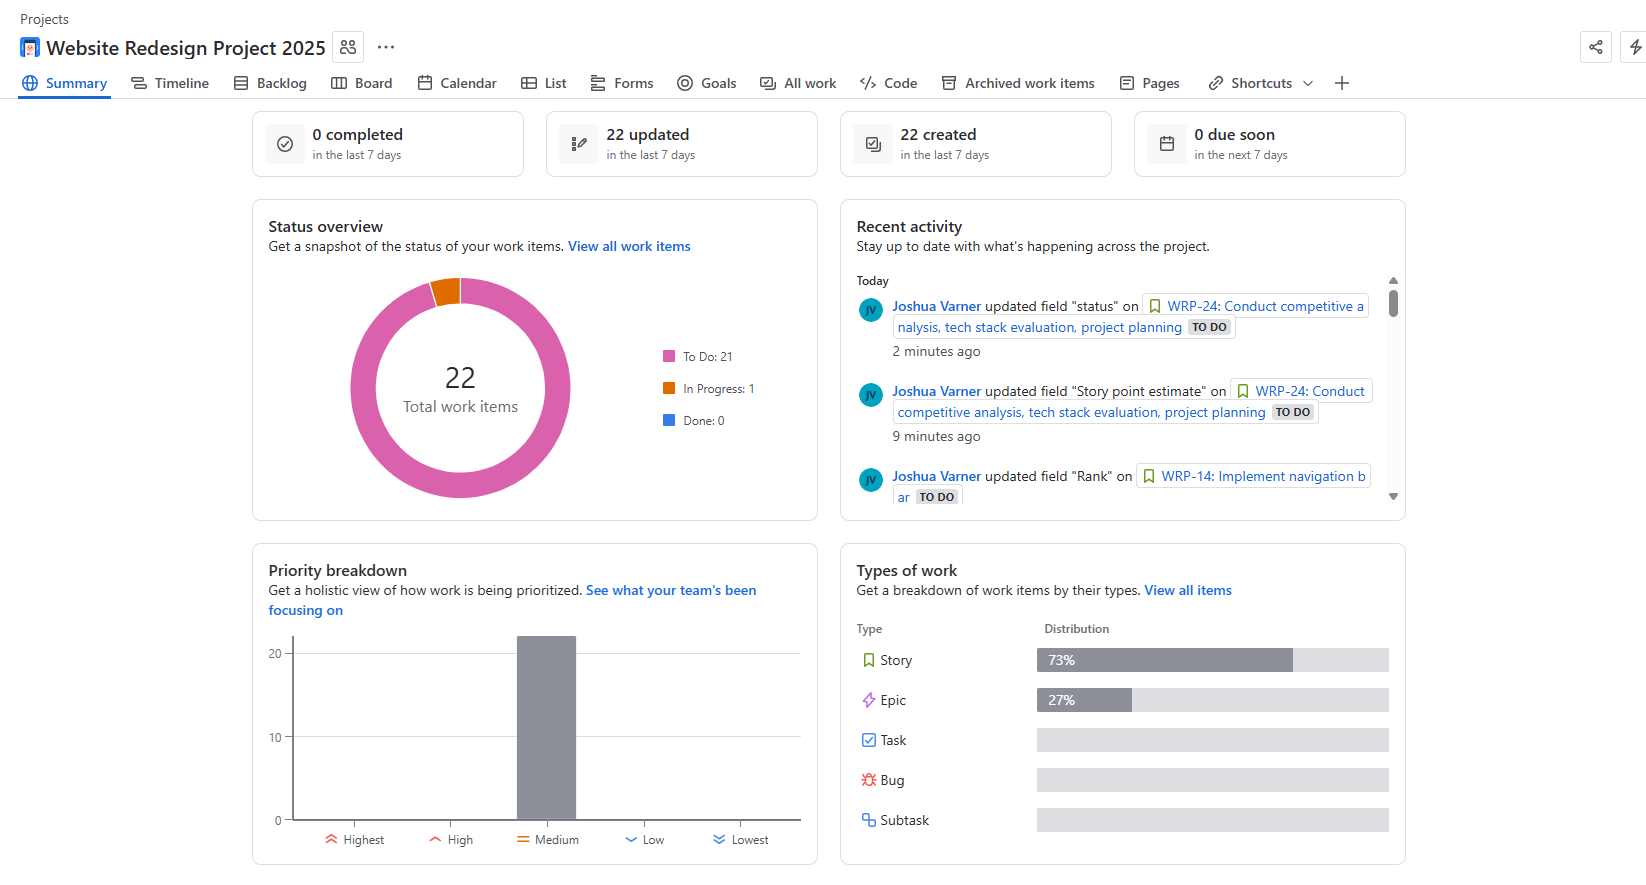 Projects
Website Redesign Project 2025
Summary
Timeline
Backlog
Board
Calendar
List
Forms
Goals
All work
Code
Archived work items
Pages
Shortcuts
0 completed
in the last 7 days
22 updated
in the last 7 days
22 created
in the last 7 days
0 due soon
in the next 7 days
Status overview
Get a snapshot of the status of your work items. View all work items
22
Total work items
To Do: 21
In Progress: 1
Done: 0
Recent activity
Stay up to date with what's happening across the project.
Today
JV
Joshua Varner updated field "status" on WRP-24: Conduct competitive a
nalysis, tech stack evaluation, project planning TO DO
2 minutes ago
JV
Joshua Varner updated field "Story point estimate" on WRP-24: Conduct
competitive analysis, tech stack evaluation, project planning TO DO
9 minutes ago
JV
Joshua Varner updated field "Rank" on WRP-14: Implement navigation b
ar TO DO
Priority breakdown
Get a holistic view of how work is being prioritized. See what your team's been
focusing on
20
10
0
Highest
High
Medium
Low
Lowest
Types of work
Get a breakdown of work items by their types. View all items
Type
Distribution
Story
73%
Epic
27%
Task
Bug
Subtask